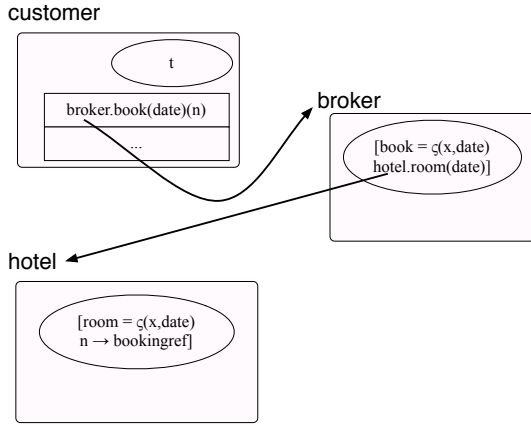 customer
t
broker.book(date)(n)
...
broker
[book = ς(x,date)
hotel.room(date)]
hotel
[room = ς(x,date)
n → bookingref]